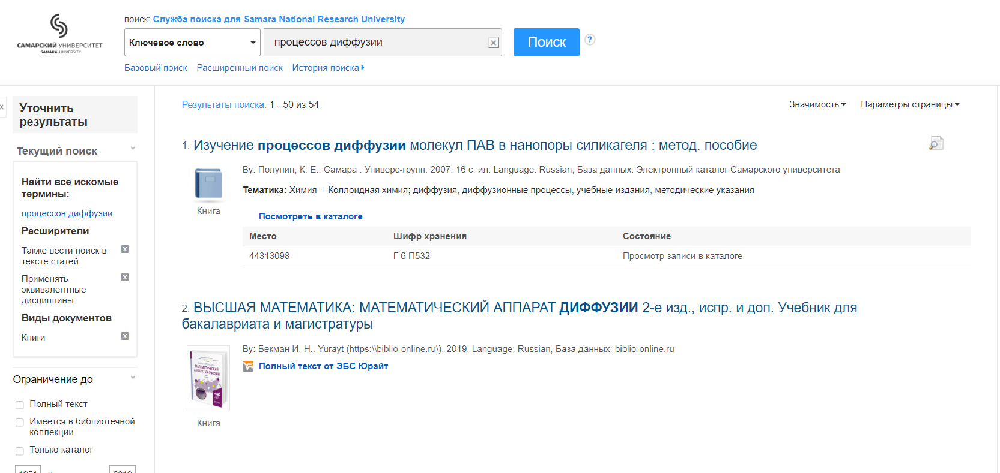 САМАРСКИЙ УНИВЕРСИТЕТ
SAMARA UNIVERSITY
поиск: Служба поиска для Samara National Research University
Ключевое слово
процессов диффузии
Поиск
?
Базовый поиск Расширенный поиск История поиска
Уточнить
результаты
Текущий поиск
Найти все искомые
термины:
процессов диффузии
Расширители
Также вести поиск в
тексте статей
Применять
эквивалентные
дисциплины
Виды документов
Книги
Ограничение до
Полный текст
Имеется в библиотечной
коллекции
Только каталог
Результаты поиска: 1 - 50 из 54
Значимость Параметры страницы
1. Изучение процессов диффузии молекул ПАВ в нанопоры силикагеля : метод. пособие
By: Полунин, К. Е.. Самара : Универс-групп. 2007. 16 с. ил. Language: Russian, База данных: Электронный каталог Самарского университета
Тематика: Химия -- Коллоидная химия; диффузия, диффузионные процессы, учебные издания, методические указания
Книга
Посмотреть в каталоге
Место Шифр хранения Состояние
44313098 Г 6 П532 Просмотр записи в каталоге
2. ВЫСШАЯ МАТЕМАТИКА: МАТЕМАТИЧЕСКИЙ АППАРАТ ДИФФУЗИИ 2-е изд., испр. и доп. Учебник для
бакалавриата и магистратуры
By: Бекман И. Н.. Yurayt (https:\\biblio-online.ru\), 2019. Language: Russian, База данных: biblio-online.ru
Полный текст от ЭБС Юрайт
МАТЕМАТИЧЕСКИЙ
АППАРАТ ДИФФУЗИИ
Книга